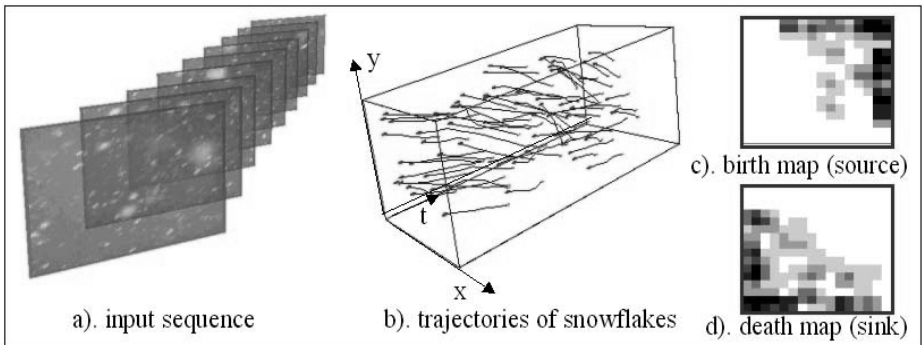 y
t
x
a). input sequence
b). trajectories of snowflakes
c). birth map (source)
d). death map (sink)